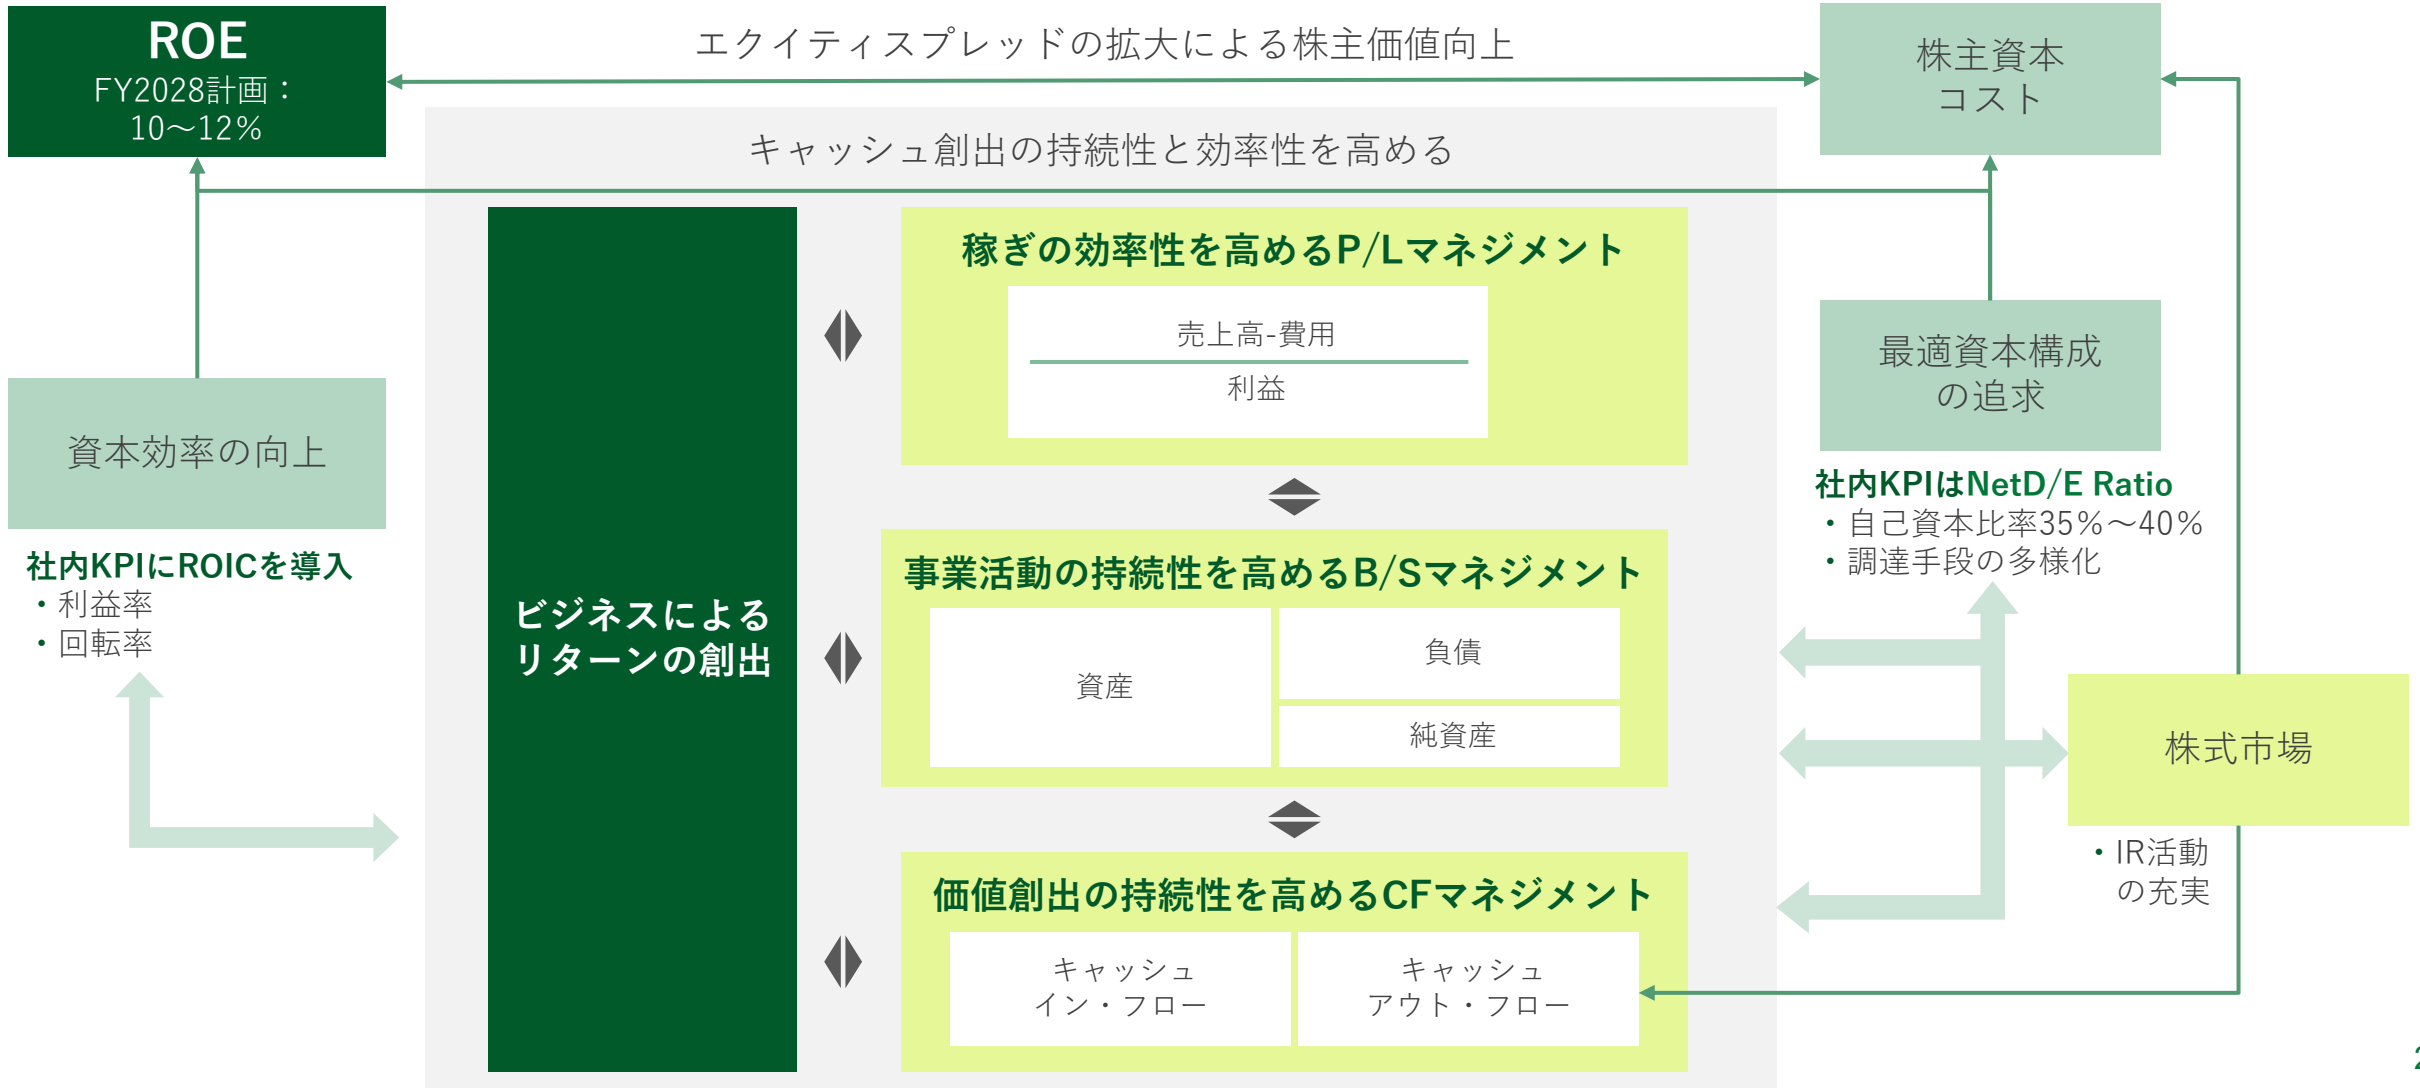 ROE
FY2028計画：
10～12%
エクイティスプレッドの拡大による株主価値向上
株主資本
コスト
キャッシュ創出の持続性と効率性を高める
稼ぎの効率性を高めるP/Lマネジメント
売上高-費用
利益
最適資本構成
の追求
資本効率の向上
社内KPIはNetD/E Ratio
・自己資本比率35%～40%
・調達手段の多様化
社内KPIにROICを導入
・利益率
・回転率
ビジネスによる
リターンの創出
事業活動の持続性を高めるB/Sマネジメント
資産
負債
純資産
株式市場
・IR活動
の充実
価値創出の持続性を高めるCFマネジメント
キャッシュ
イン・フロー
キャッシュ
アウト・フロー